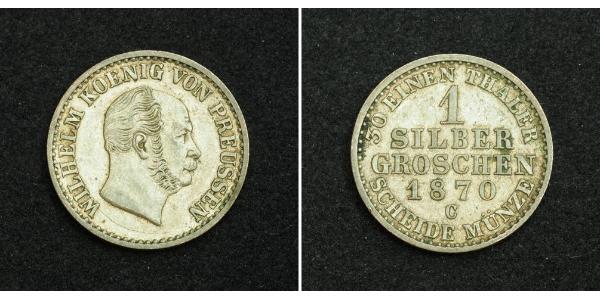 WILHELM KOENIG VON PREUSSEN
30 EINEN THALER
1
SILBER
GROSCHEN
1870
C
SCHEIDE MÜNZE